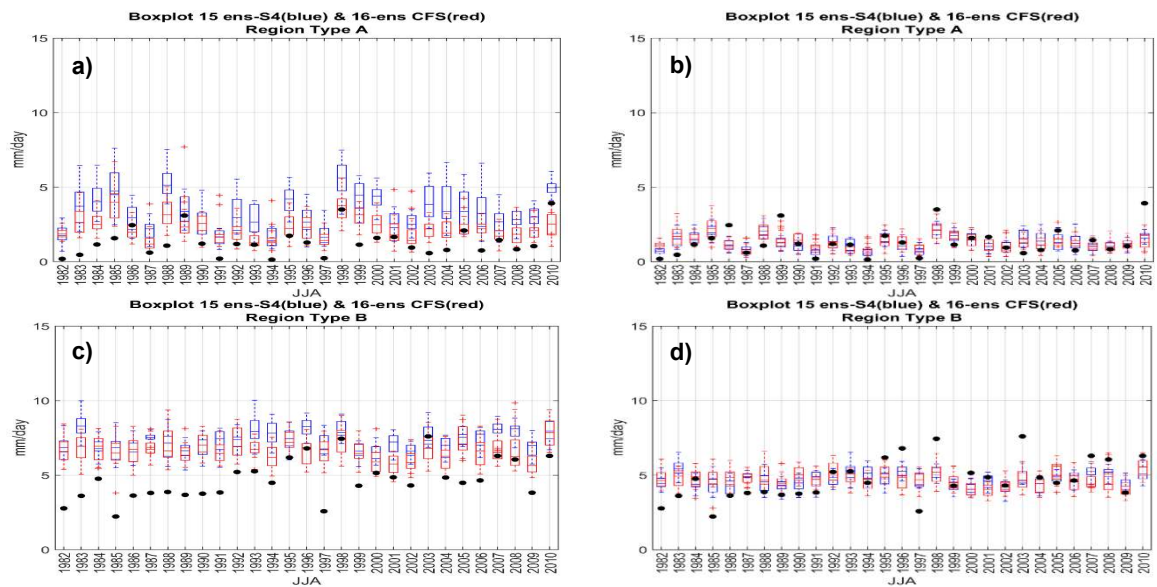 Boxplot 15 ens-S4(blue) & 16-ens CFS(red)
Region Type A
a)
mm/day
15
10
5
0
1982 1983 1984 1985 1986 1987 1988 1989 1990 1991 1992 1993 1994 1995 1996 1997 1998 1999 2000 2001 2002 2003 2004 2005 2006 2007 2008 2009 2010
JJA
Boxplot 15 ens-S4(blue) & 16-ens CFS(red)
Region Type A
b)
mm/day
15
10
5
0
1982 1983 1984 1985 1986 1987 1988 1989 1990 1991 1992 1993 1994 1995 1996 1997 1998 1999 2000 2001 2002 2003 2004 2005 2006 2007 2008 2009 2010
JJA
Boxplot 15 ens-S4(blue) & 16-ens CFS(red)
Region Type B
c)
mm/day
15
10
5
0
1982 1983 1984 1985 1986 1987 1988 1989 1990 1991 1992 1993 1994 1995 1996 1997 1998 1999 2000 2001 2002 2003 2004 2005 2006 2007 2008 2009 2010
JJA
Boxplot 15 ens-S4(blue) & 16-ens CFS(red)
Region Type B
d)
mm/day
15
10
5
0
1982 1983 1984 1985 1986 1987 1988 1989 1990 1991 1992 1993 1994 1995 1996 1997 1998 1999 2000 2001 2002 2003 2004 2005 2006 2007 2008 2009 2010
JJA